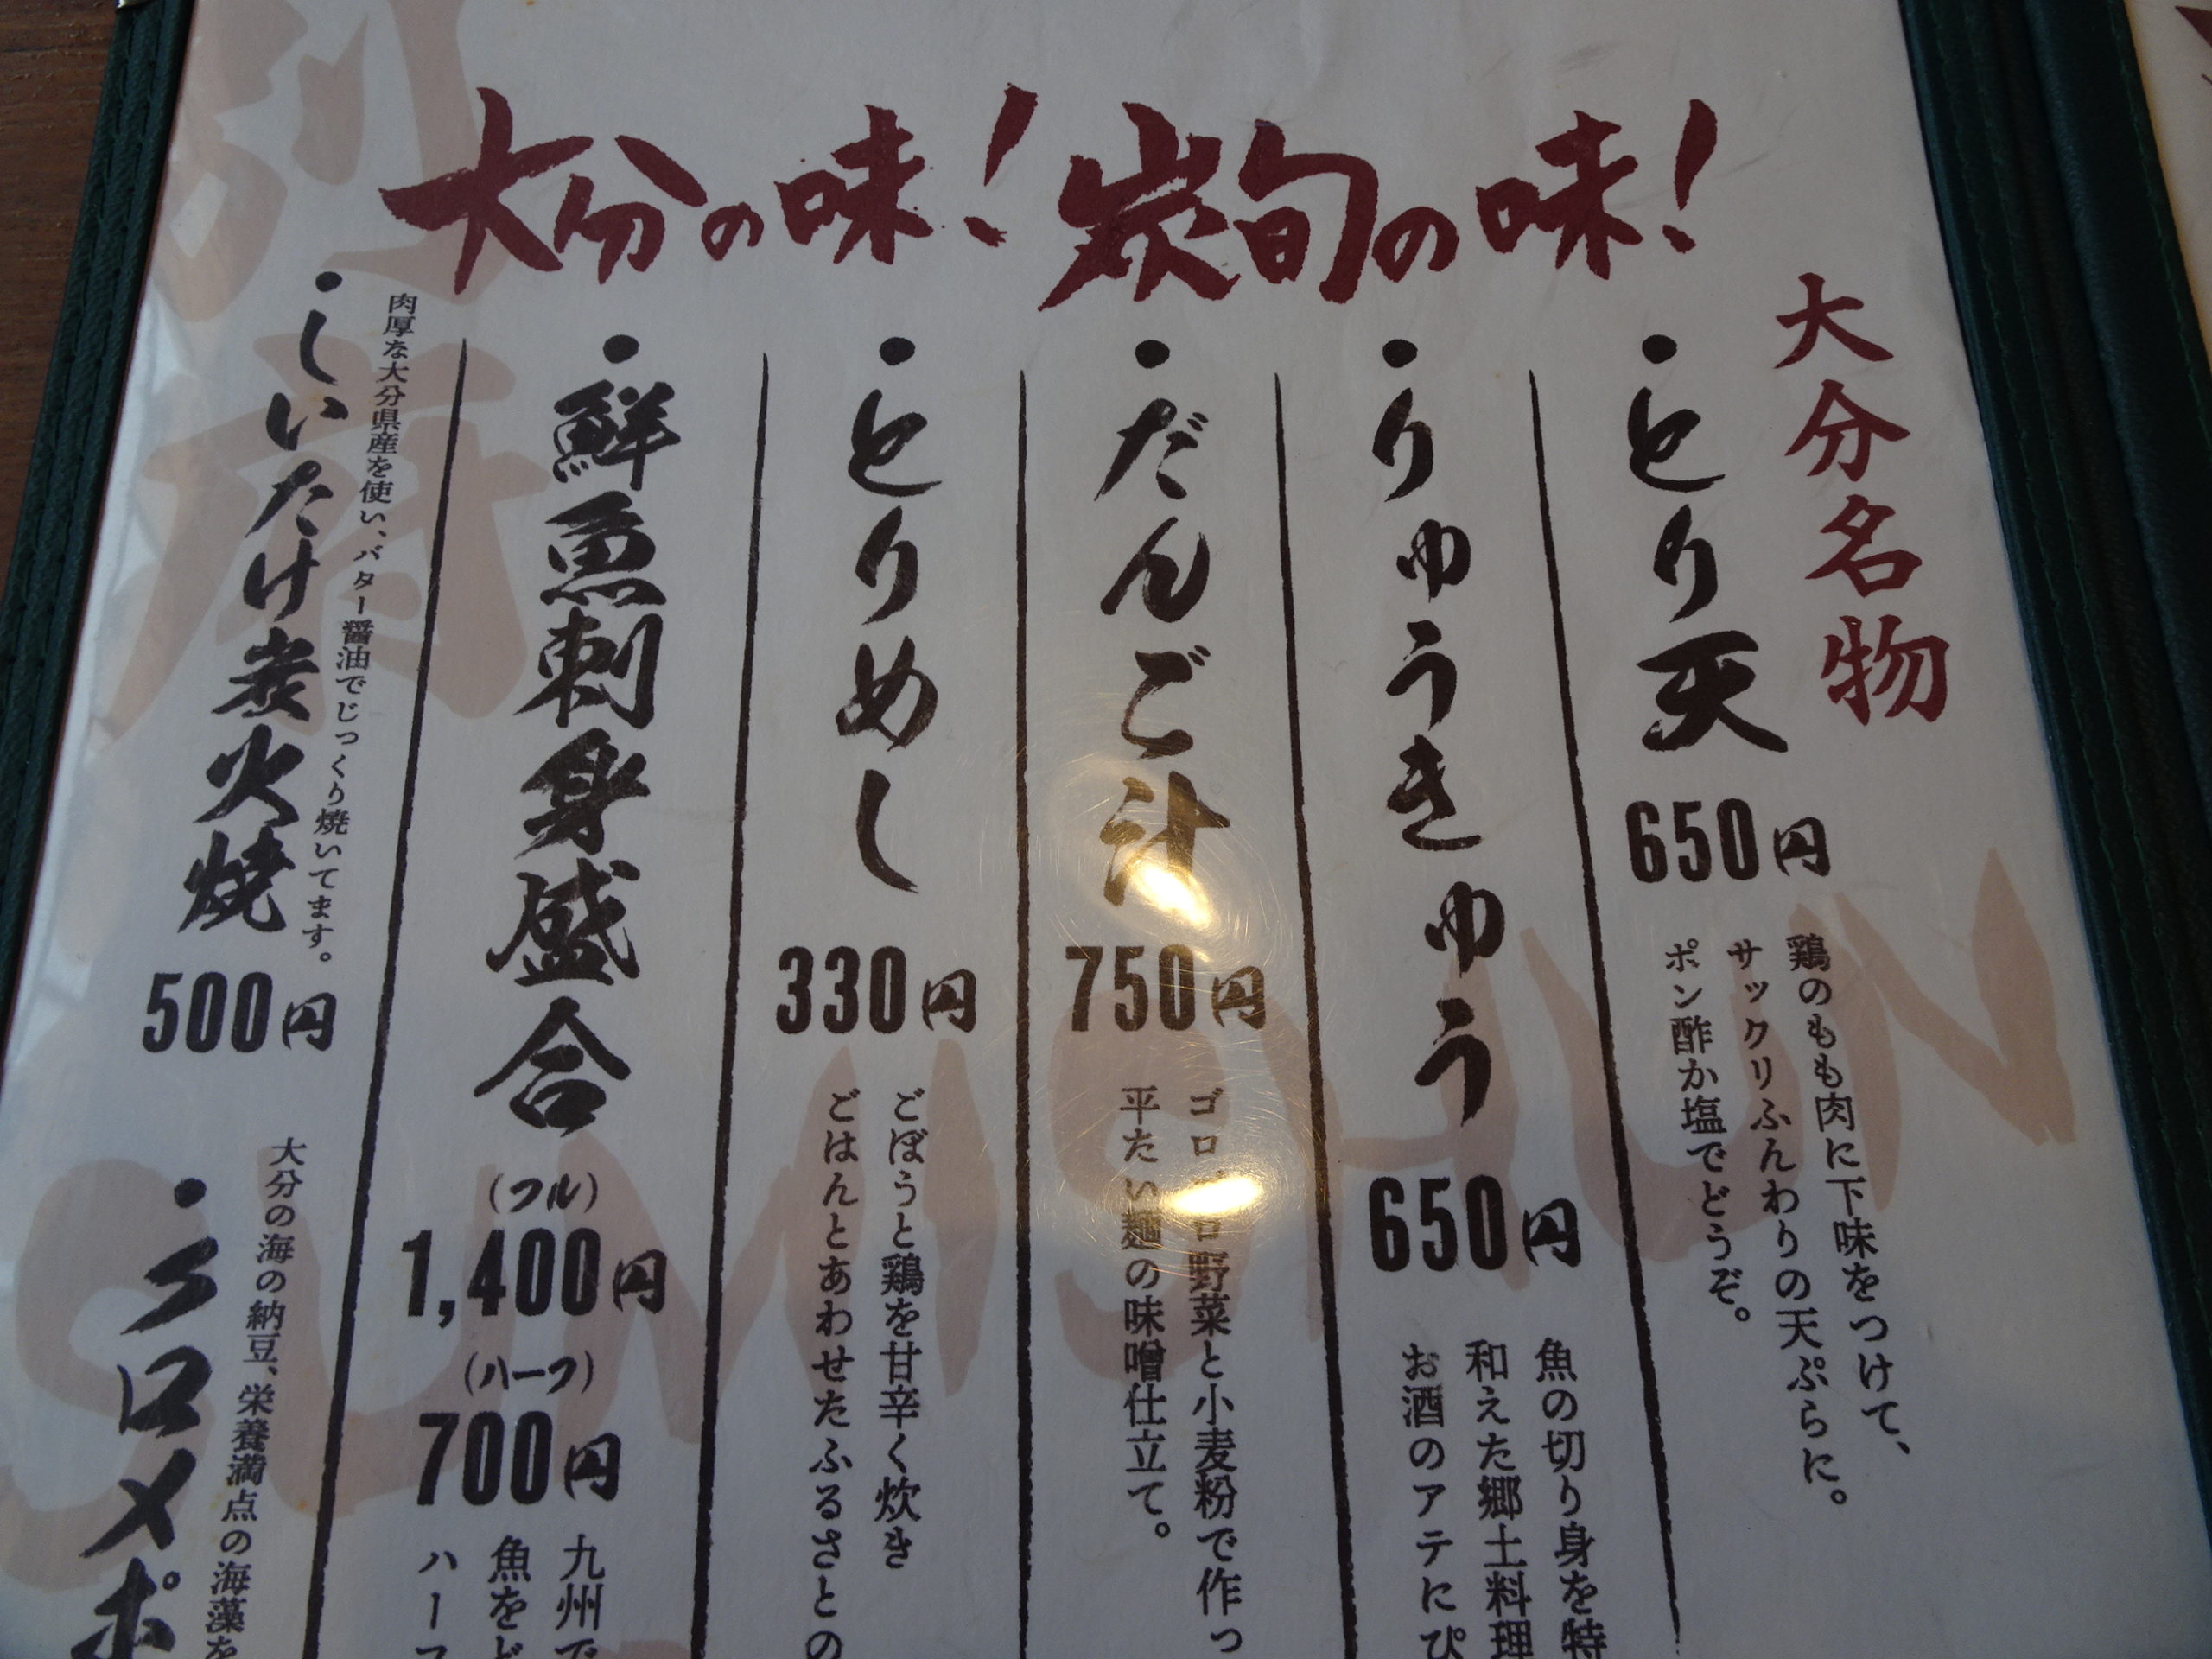 大分の味!炭旬の味!
大分名物
・とり天
650円
鶏のもも肉に下味をつけて、
サックリふんわりの天ぷらに。
ポン酢か塩でどうぞ。
・りゅうきゅう
650円
魚の切り身を特
和えた郷土料理
お酒のアテにぴ
・だんご汁
750円
ゴロゴロ野菜と小麦粉で作っ
平たい麺の味噌仕立て。
・とりめし
330円
ごぼうと鶏を甘辛く炊き
ごはんとあわせたふるさとの
・鮮魚刺身盛合
(フル)
1,400円
(ハーフ)
700円
九州で
魚をど
ハーフ
肉厚な大分県産を使い、バター醤油でじっくり焼いてます。
・しいたけ炭火焼
500円
大分の海の納豆、栄養満点の海藻を
・クロメポ
別府
SUMISHUN